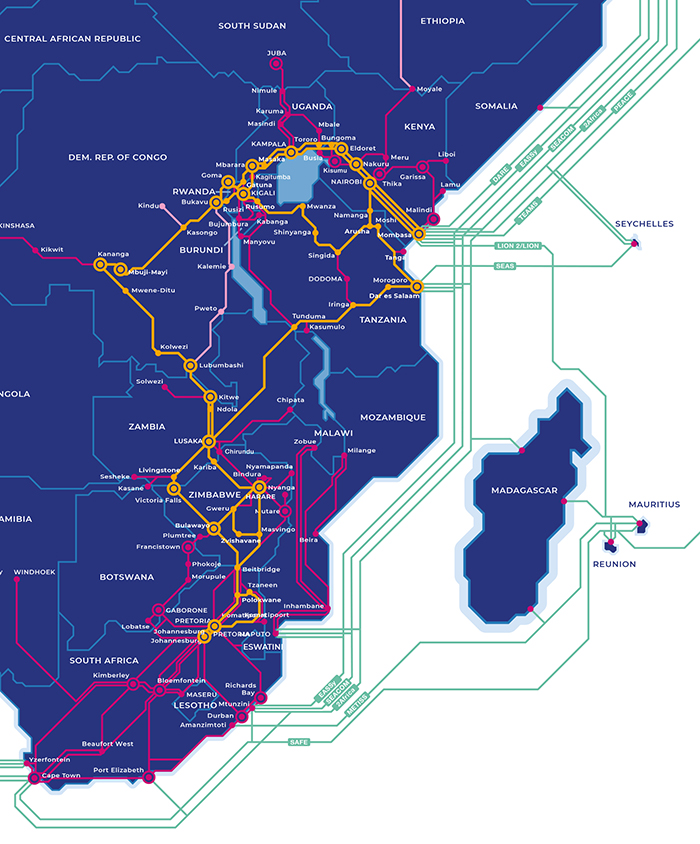 ETHIOPIA
SOUTH SUDAN
CENTRAL AFRICAN REPUBLIC
JUBA
Nimule
Moyale
UGANDA
SOMALIA
Karuma
Masindi
Mbale
KENYA
Tororo
Bungoma
KAMPALA
Eldoret
DEM. REP. OF CONGO
Masaka
Busia
Meru
Liboi
Mbarara
Nakuru
Kisumu
Goma
Kagitumba
Garissa
Gatuna
NAIROBI
Thika
RWANDA
KIGALI
Lamu
Bukavu
Kindu
Rusizi
Rusumo
Mwanza
Malindi
Namanga
Moshi
KINSHASA
Bujumbura
Kabanga
Kasongo
Shinyanga
Arusha
Mombasa
Manyovu
Kikwit
BURUNDI
Kananga
Singida
Tanga
Kalemie
Mbuji-Mayi
DODOMA
Morogoro
Mwene-Ditu
Dar es Salaam
Pweto
Iringa
Tunduma
TANZANIA
Kasumulo
Kolwezi
Lubumbashi
Solwezi
NGOLA
Kitwe
Chipata
Ndola
MOZAMBIQUE
ZAMBIA
MALAWI
LUSAKA
Zobue
Chirundu
Milange
Kariba
Nyamapanda
Livingstone
Bindura
Sesheke
Kasane
Nyanga
Victoria Falls
ZIMBABWE
HARARE
Gweru
Mutare
AMIBIA
Bulawayo
Masvingo
Plumtree
Zvishavane
Beira
Francistown
Phokoje
Beitbridge
WINDHOEK
BOTSWANA
Morupule
Tzaneen
Polokwane
Inhambane
GABORONE
PRETORIA
Lobatse
Johannesburg
PRETORIA
MAPUTO
Johannesburg
ESWATINI
SOUTH AFRICA
Kimberley
Bloemfontein
Richards
Bay
MASERU
LESOTHO
Mtunzini
Durban
Amanzimtoti
Beaufort West
Yzerfontein
Port Elizabeth
Cape Town
DARE
EASSy
SEACOM
2Africa
PEACE
TEAMS
SEYCHELLES
LION 2/LION
SEAS
MADAGASCAR
MAURITIUS
REUNION
EASSy
SEACOM
2Africa
METISS
SAFE